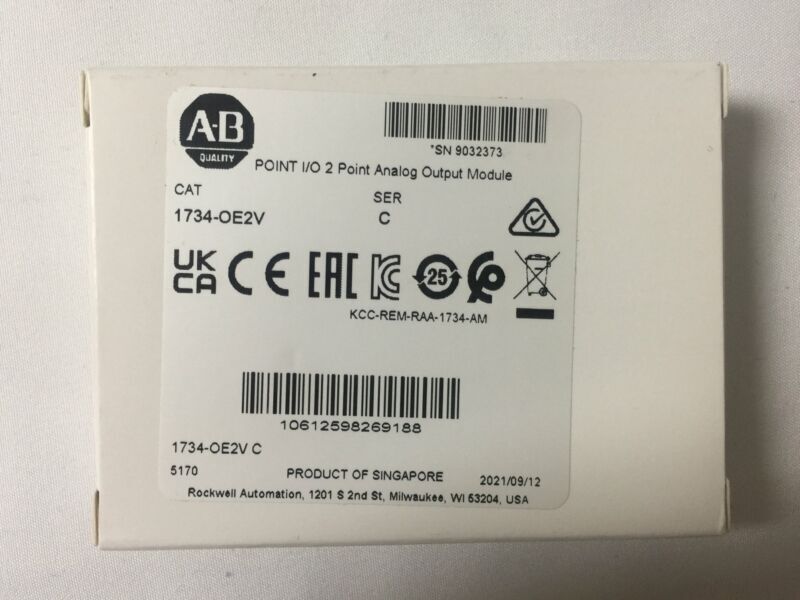 A-B
QUALITY
*SN 9032373
POINT I/O 2 Point Analog Output Module
CAT
SER
1734-OE2V
C
UK
CA
CE
EAC
KC
25
KCC-REM-RAA-1734-AM
10612598269188
1734-OE2V C
5170
PRODUCT OF SINGAPORE
2021/09/12
Rockwell Automation, 1201 S 2nd St, Milwaukee, WI 53204, USA